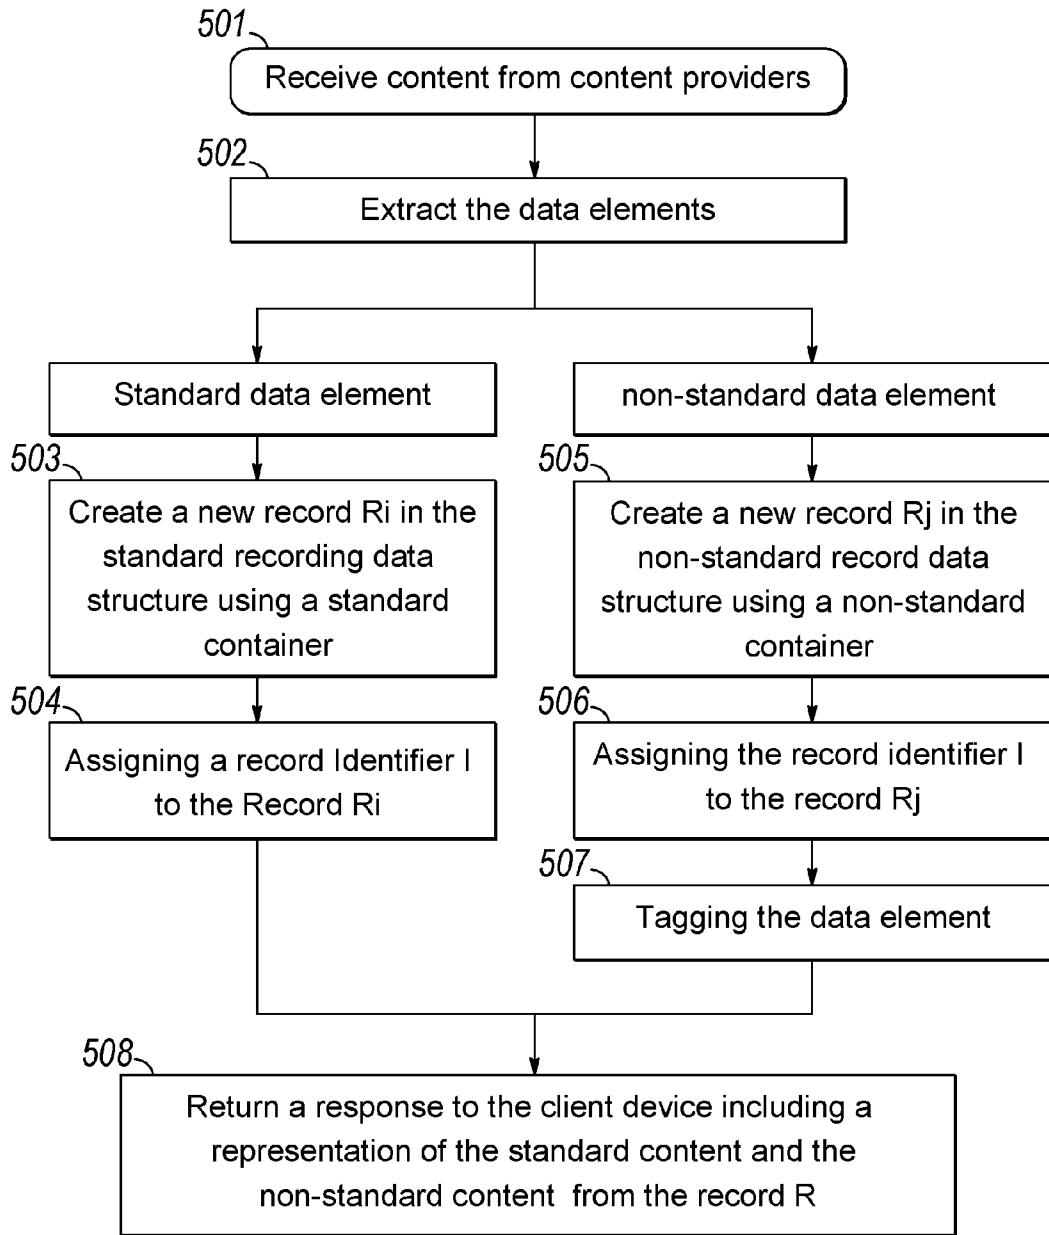 501
Receive content from content providers
502
Extract the data elements
Standard data element
non-standard data element
503
Create a new record Ri in the
standard recording data
structure using a standard
container
505
Create a new record Rj in the
non-standard record data
structure using a non-standard
container
504
Assigning a record Identifier I
to the Record Ri
506
Assigning the record identifier I
to the record Rj
507
Tagging the data element
508
Return a response to the client device including a
representation of the standard content and the
non-standard content from the record R